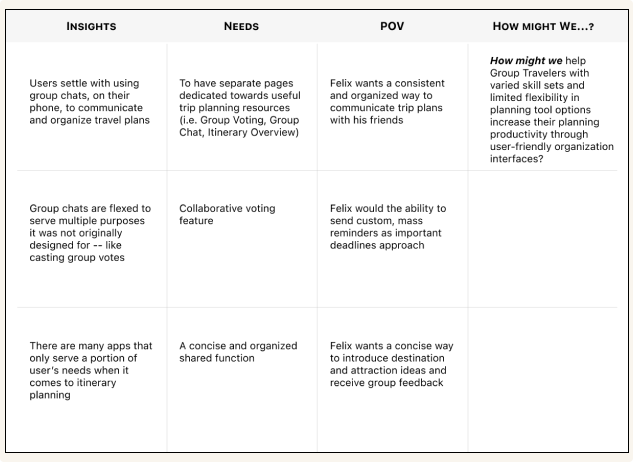 INSIGHTS
NEEDS
POV
HOW MIGHT WE...?
Users settle with using
group chats, on their
phone, to communicate
and organize travel plans
To have separate pages
dedicated towards useful
trip planning resources
(i.e. Group Voting, Group
Chat, Itinerary Overview)
Felix wants a consistent
and organized way to
communicate trip plans
with his friends
How might we help
Group Travelers with
varied skill sets and
limited flexibility in
planning tool options
increase their planning
productivity through
user-friendly organization
interfaces?
Group chats are flexed to
serve multiple purposes
it was not originally
designed for -- like
casting group votes
Collaborative voting
feature
Felix would the ability to
send custom, mass
reminders as important
deadlines approach
There are many apps that
only serve a portion of
user's needs when it
comes to itinerary
planning
A concise and organized
shared function
Felix wants a concise way
to introduce destination
and attraction ideas and
receive group feedback